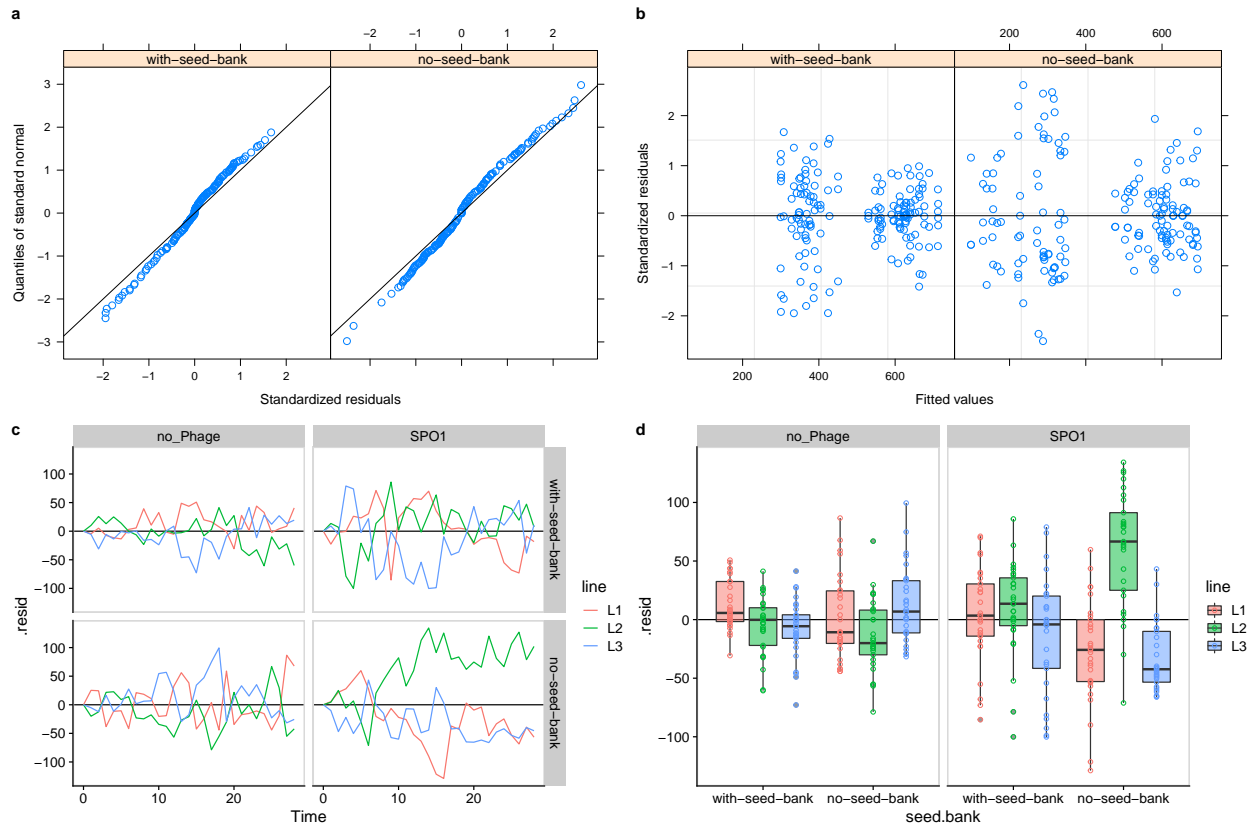 a
−2 −1 0 1 2
with−seed−bank
no−seed−bank
3
2
1
0
−1
−2
−3
Quantiles of standard normal
−2 −1 0 1 2
Standardized residuals
b
200 400 600
with−seed−bank
no−seed−bank
2
1
0
−1
−2
Standardized residuals
200 400 600
Fitted values
c
no_Phage
SPO1
100
50
0
−50
−100
with−seed−bank
100
50
0
−50
−100
no−seed−bank
.resid
0 10 20
0 10 20
Time
line
L1
L2
L3
d
no_Phage
SPO1
100
50
0
−50
−100
.resid
with−seed−bank
no−seed−bank
with−seed−bank
no−seed−bank
seed.bank
line
L1
L2
L3